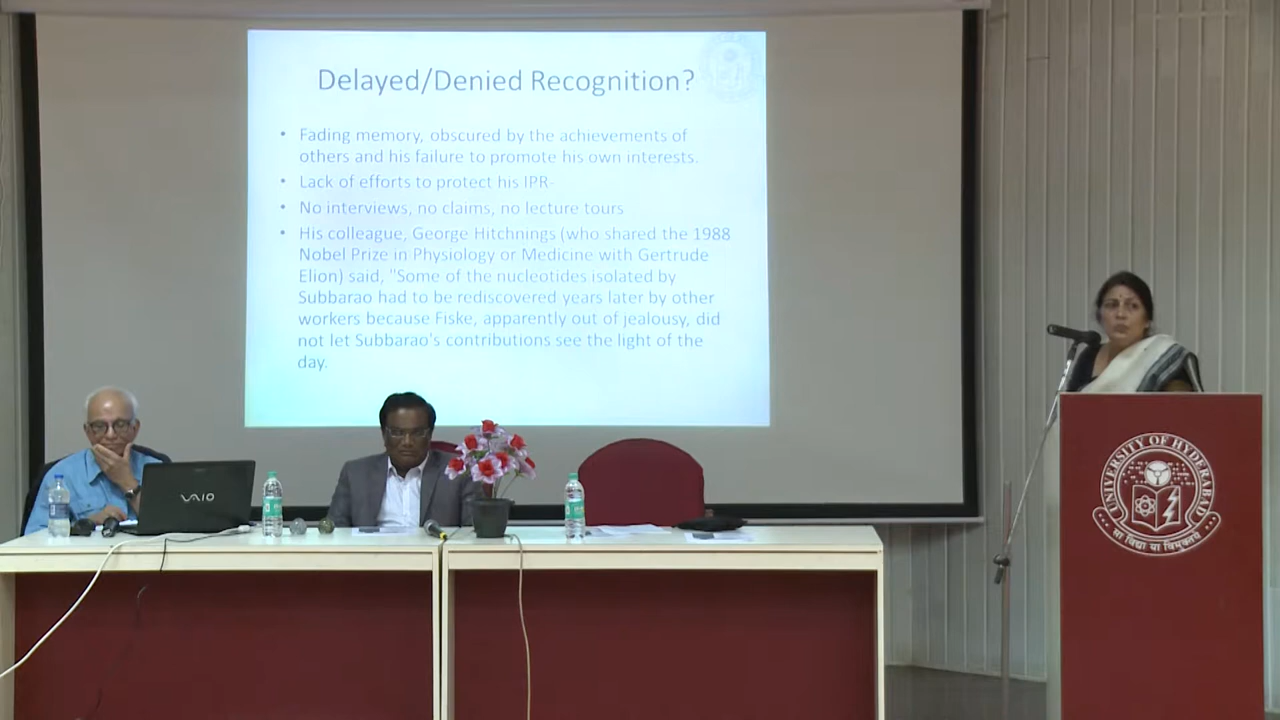 Delayed/Denied Recognition?
• Fading memory, obscured by the achievements of
others and his failure to promote his own interests.
• Lack of efforts to protect his IPR-
• No interviews, no claims, no lecture tours
• His colleague, George Hitchnings (who shared the 1988
Nobel Prize in Physiology or Medicine with Gertrude
Elion) said, "Some of the nucleotides isolated by
Subbarao had to be rediscovered years later by other
workers because Fiske, apparently out of jealousy, did
not let Subbarao's contributions see the light of the
day.
VAIO
UNIVERSITY OF HYDERABAD
सा विद्या या विमुक्तये